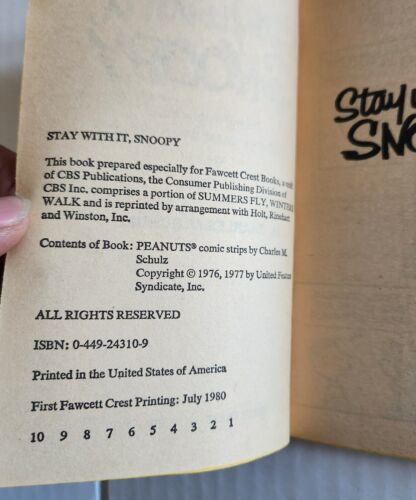 STAY WITH IT, SNOOPY
This book prepared especially for Fawcett Crest Books, a unit
of CBS Publications, the Consumer Publishing Division of
CBS Inc. comprises a portion of SUMMERS FLY, WINTERS
WALK and is reprinted by arrangement with Holt, Rinehart
and Winston, Inc.
Contents of Book: PEANUTS® comic strips by Charles M.
Schulz
Copyright © 1976, 1977 by United Feature
Syndicate, Inc.
ALL RIGHTS RESERVED
ISBN: 0-449-24310-9
Printed in the United States of America
First Fawcett Crest Printing: July 1980
10 9 8 7 6 5 4 3 2 1
Stay
SNO